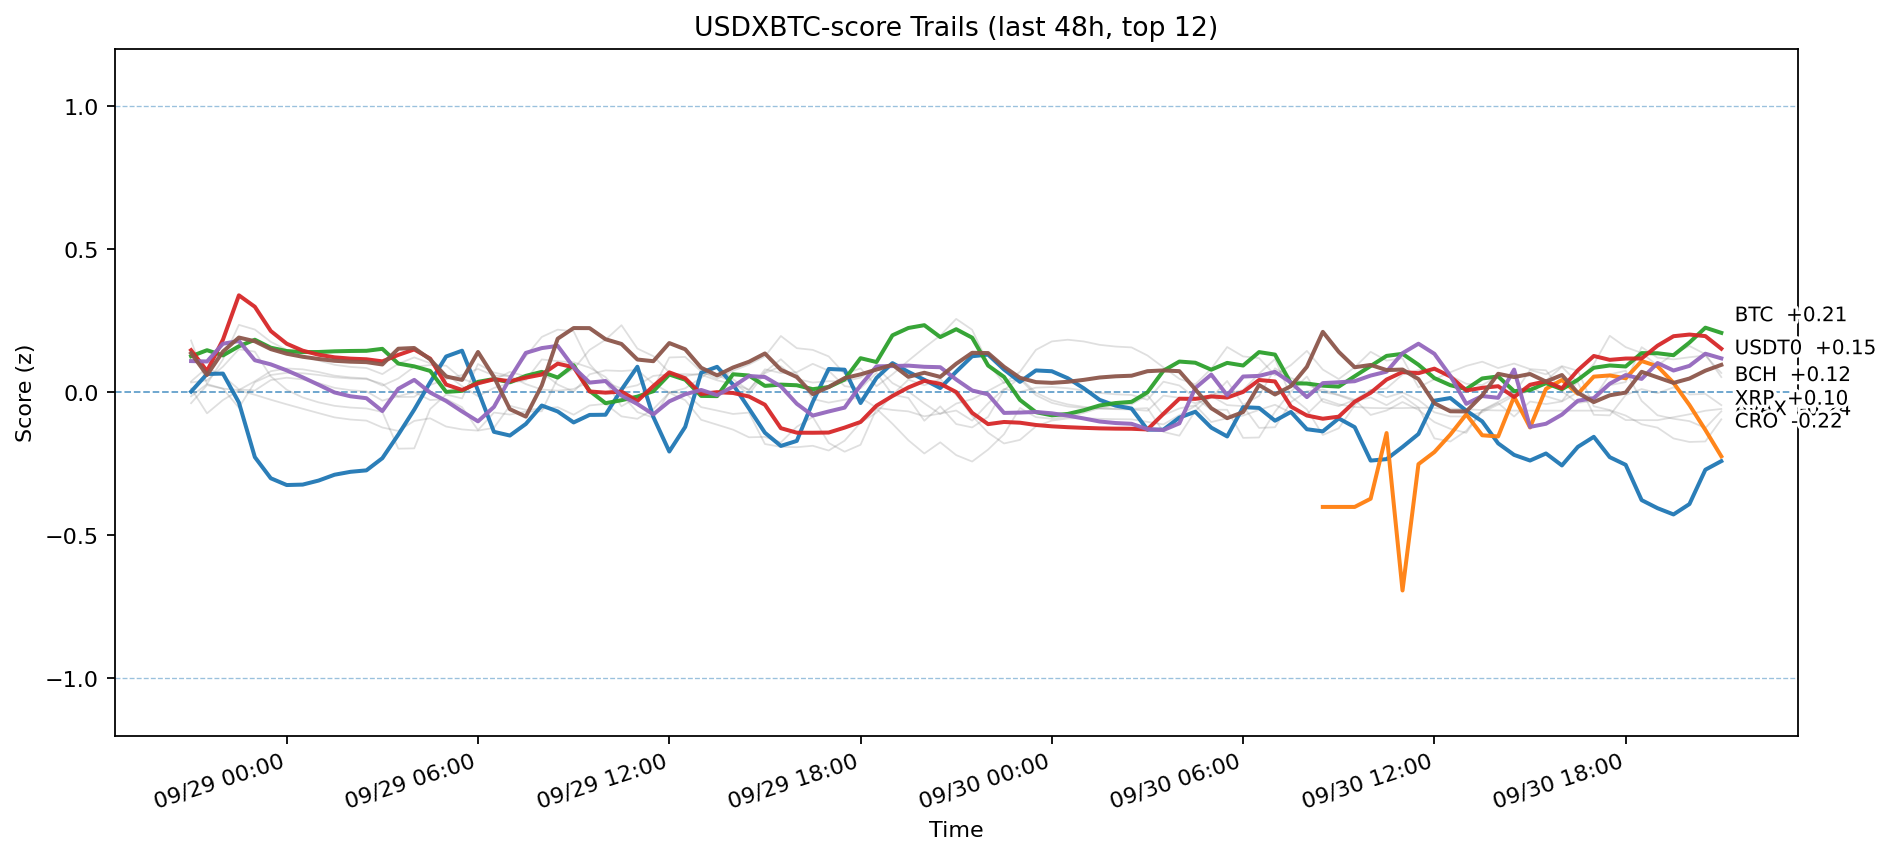 USDXBTC-score Trails (last 48h, top 12)
Score (z)
1.0
0.5
0.0
−0.5
−1.0
BTC +0.21
USDT0 +0.15
BCH +0.12
XRP +0.10
CRO -0.22
09/29 00:00
09/29 06:00
09/29 12:00
09/29 18:00
09/30 00:00
09/30 06:00
09/30 12:00
09/30 18:00
Time